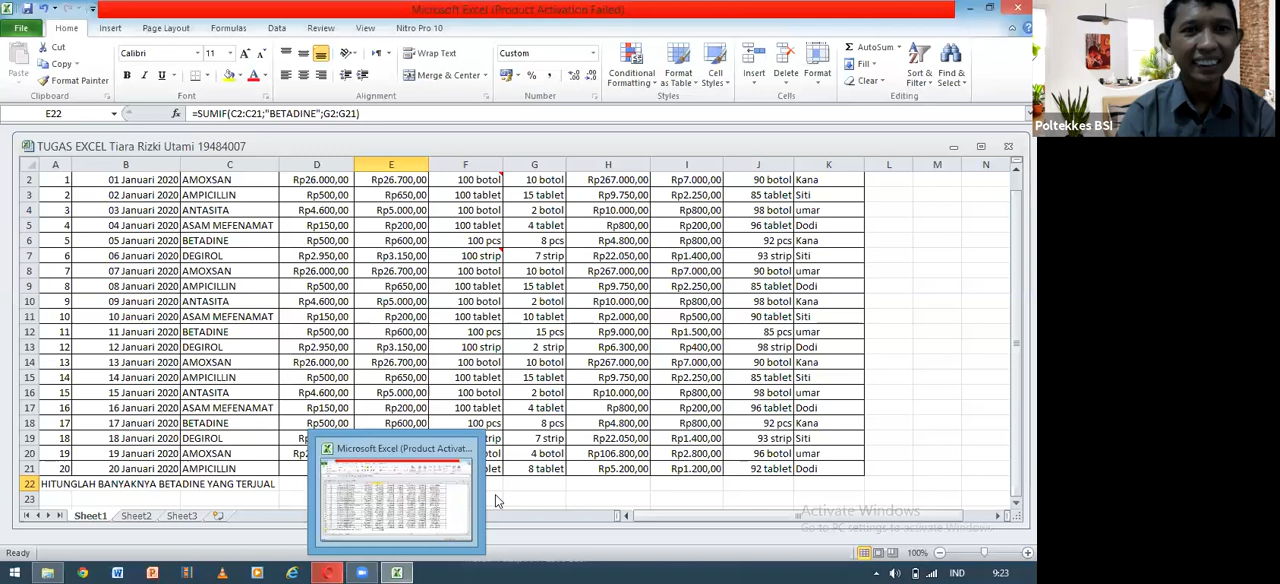 Microsoft Excel (Product Activation Failed)
File Home Insert Page Layout Formulas Data Review View Nitro Pro 10
Paste Cut Copy Format Painter Clipboard
Calibri 11 Font
Wrap Text Merge & Center Alignment
Custom Number
Conditional Formatting Format as Table Cell Styles Styles
Insert Delete Format Cells
AutoSum Fill Clear Sort & Filter Find & Select Editing
Poltekkes BSI
E22 fx =SUMIF(C2:C21;"BETADINE";G2:G21)
TUGAS EXCEL Tiara Rizki Utami 19484007
A B C D E F G H I J K L M N
2 1 01 Januari 2020 AMOXSAN Rp26.000,00 Rp26.700,00 100 botol 10 botol Rp267.000,00 Rp7.000,00 90 botol Kana
3 2 02 Januari 2020 AMPICILLIN Rp500,00 Rp650,00 100 tablet 15 tablet Rp9.750,00 Rp2.250,00 85 tablet Siti
4 3 03 Januari 2020 ANTASITA Rp4.600,00 Rp5.000,00 100 botol 2 botol Rp10.000,00 Rp800,00 98 botol umar
5 4 04 Januari 2020 ASAM MEFENAMAT Rp150,00 Rp200,00 100 tablet 4 tablet Rp800,00 Rp200,00 96 tablet Dodi
6 5 05 Januari 2020 BETADINE Rp500,00 Rp600,00 100 pcs 8 pcs Rp4.800,00 Rp800,00 92 pcs Kana
7 6 06 Januari 2020 DEGIROL Rp2.950,00 Rp3.150,00 100 strip 7 strip Rp22.050,00 Rp1.400,00 93 strip Siti
8 7 07 Januari 2020 AMOXSAN Rp26.000,00 Rp26.700,00 100 botol 10 botol Rp267.000,00 Rp7.000,00 90 botol umar
9 8 08 Januari 2020 AMPICILLIN Rp500,00 Rp650,00 100 tablet 15 tablet Rp9.750,00 Rp2.250,00 85 tablet Dodi
10 9 09 Januari 2020 ANTASITA Rp4.600,00 Rp5.000,00 100 botol 2 botol Rp10.000,00 Rp800,00 98 botol Kana
11 10 10 Januari 2020 ASAM MEFENAMAT Rp150,00 Rp200,00 100 tablet 10 tablet Rp2.000,00 Rp500,00 90 tablet Siti
12 11 11 Januari 2020 BETADINE Rp500,00 Rp600,00 100 pcs 15 pcs Rp9.000,00 Rp1.500,00 85 pcs umar
13 12 12 Januari 2020 DEGIROL Rp2.950,00 Rp3.150,00 100 strip 2 strip Rp6.300,00 Rp400,00 98 strip Dodi
14 13 13 Januari 2020 AMOXSAN Rp26.000,00 Rp26.700,00 100 botol 10 botol Rp267.000,00 Rp7.000,00 90 botol Kana
15 14 14 Januari 2020 AMPICILLIN Rp500,00 Rp650,00 100 tablet 15 tablet Rp9.750,00 Rp2.250,00 85 tablet Siti
16 15 15 Januari 2020 ANTASITA Rp4.600,00 Rp5.000,00 100 botol 2 botol Rp10.000,00 Rp800,00 98 botol umar
17 16 16 Januari 2020 ASAM MEFENAMAT Rp150,00 Rp200,00 100 tablet 4 tablet Rp800,00 Rp200,00 96 tablet Dodi
18 17 17 Januari 2020 BETADINE Rp500,00 Rp600,00 100 pcs 8 pcs Rp4.800,00 Rp800,00 92 pcs Kana
19 18 18 Januari 2020 DEGIROL 7 strip Rp22.050,00 Rp1.400,00 93 strip Siti
20 19 19 Januari 2020 AMOXSAN 4 botol Rp106.800,00 Rp2.800,00 96 botol umar
21 20 20 Januari 2020 AMPICILLIN 8 tablet Rp5.200,00 Rp1.200,00 92 tablet Dodi
22 HITUNGLAH BANYAKNYA BETADINE YANG TERJUAL
23
Microsoft Excel (Product Activat...
Sheet1 Sheet2 Sheet3
Activate Windows
Go to PC settings to activate Windows.
Ready 100%
IND 9:23